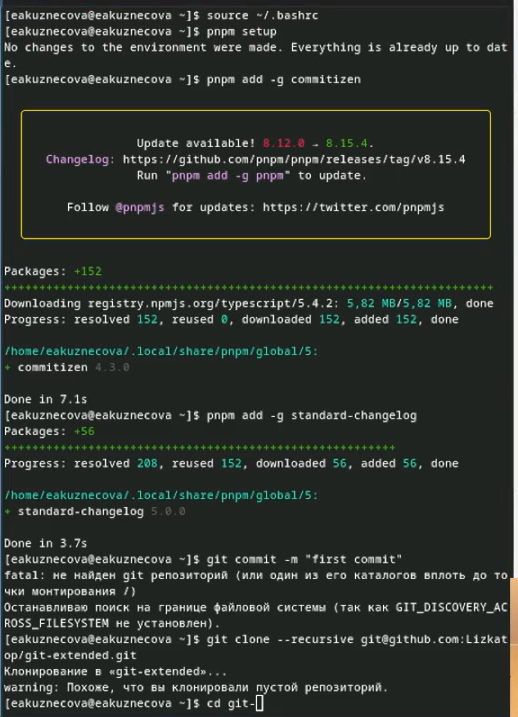 [eakuznecova@eakuznecova ~]$ source ~/.bashrc
[eakuznecova@eakuznecova ~]$ pnpm setup
No changes to the environment were made. Everything is already up to dat
e.
[eakuznecova@eakuznecova ~]$ pnpm add -g commitizen
Update available! 8.12.0 → 8.15.4.
Changelog: https://github.com/pnpm/pnpm/releases/tag/v8.15.4
Run "pnpm add -g pnpm" to update.
Follow @pnpmjs for updates: https://twitter.com/pnpmjs
Packages: +152
++++++++++++++++++++++++++++++++++++++++++++++++++++++++++++++++++++++
Downloading registry.npmjs.org/typescript/5.4.2: 5,82 MB/5,82 MB, done
Progress: resolved 152, reused 0, downloaded 152, added 152, done
/home/eakuznecova/.local/share/pnpm/global/5:
+ commitizen 4.3.0
Done in 7.1s
[eakuznecova@eakuznecova ~]$ pnpm add -g standard-changelog
Packages: +56
++++++++++++++++++++++++++++++++++++++++++++++++++++++++
Progress: resolved 208, reused 152, downloaded 56, added 56, done
/home/eakuznecova/.local/share/pnpm/global/5:
+ standard-changelog 5.0.0
Done in 3.7s
[eakuznecova@eakuznecova ~]$ git commit -m "first commit"
fatal: не найден git репозиторий (или один из его каталогов вплоть до то
чки монтирования /)
Останавливаю поиск на границе файловой системы (так как GIT_DISCOVERY_AC
ROSS_FILESYSTEM не установлен).
[eakuznecova@eakuznecova ~]$ git clone --recursive git@github.com:Lizkat
op/git-extended.git
Клонирование в «git-extended»...
warning: Похоже, что вы клонировали пустой репозиторий.
[eakuznecova@eakuznecova ~]$ cd git-